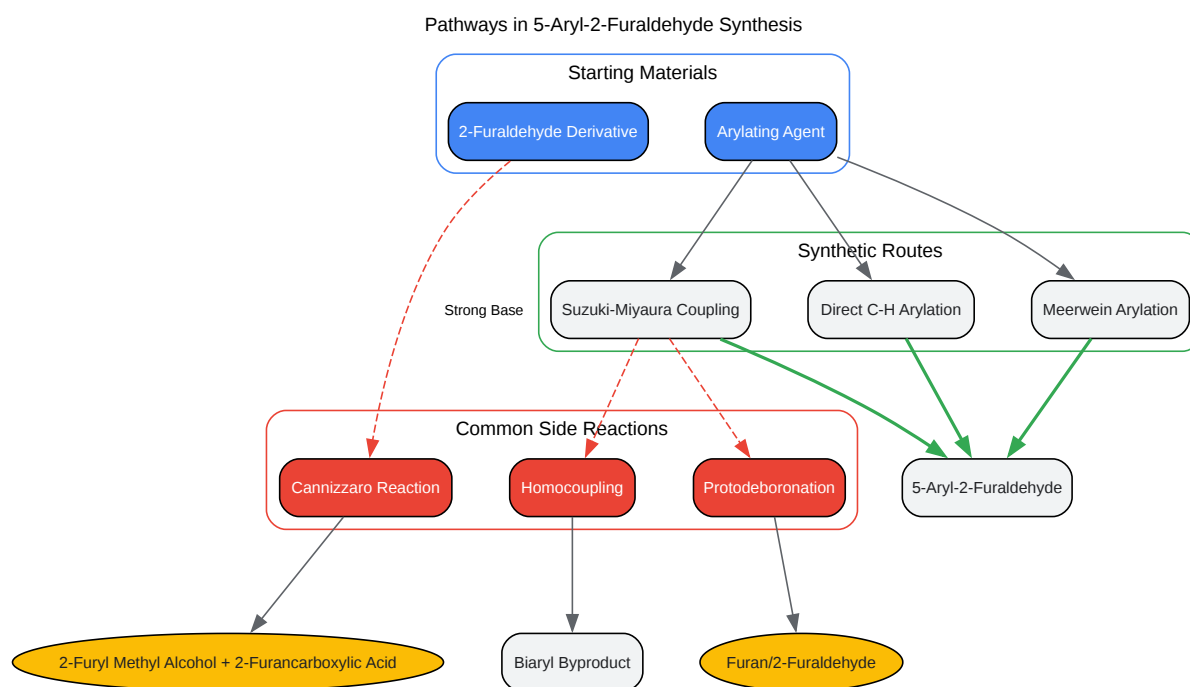 Pathways in 5-Aryl-2-Furaldehyde Synthesis
Starting Materials
2-Furaldehyde Derivative
Arylating Agent
Synthetic Routes
Strong Base
Suzuki-Miyaura Coupling
Direct C-H Arylation
Meerwein Arylation
Common Side Reactions
Cannizzaro Reaction
Homocoupling
Protodeboronation
5-Aryl-2-Furaldehyde
2-Furyl Methyl Alcohol + 2-Furancarboxylic Acid
Biaryl Byproduct
Furan/2-Furaldehyde